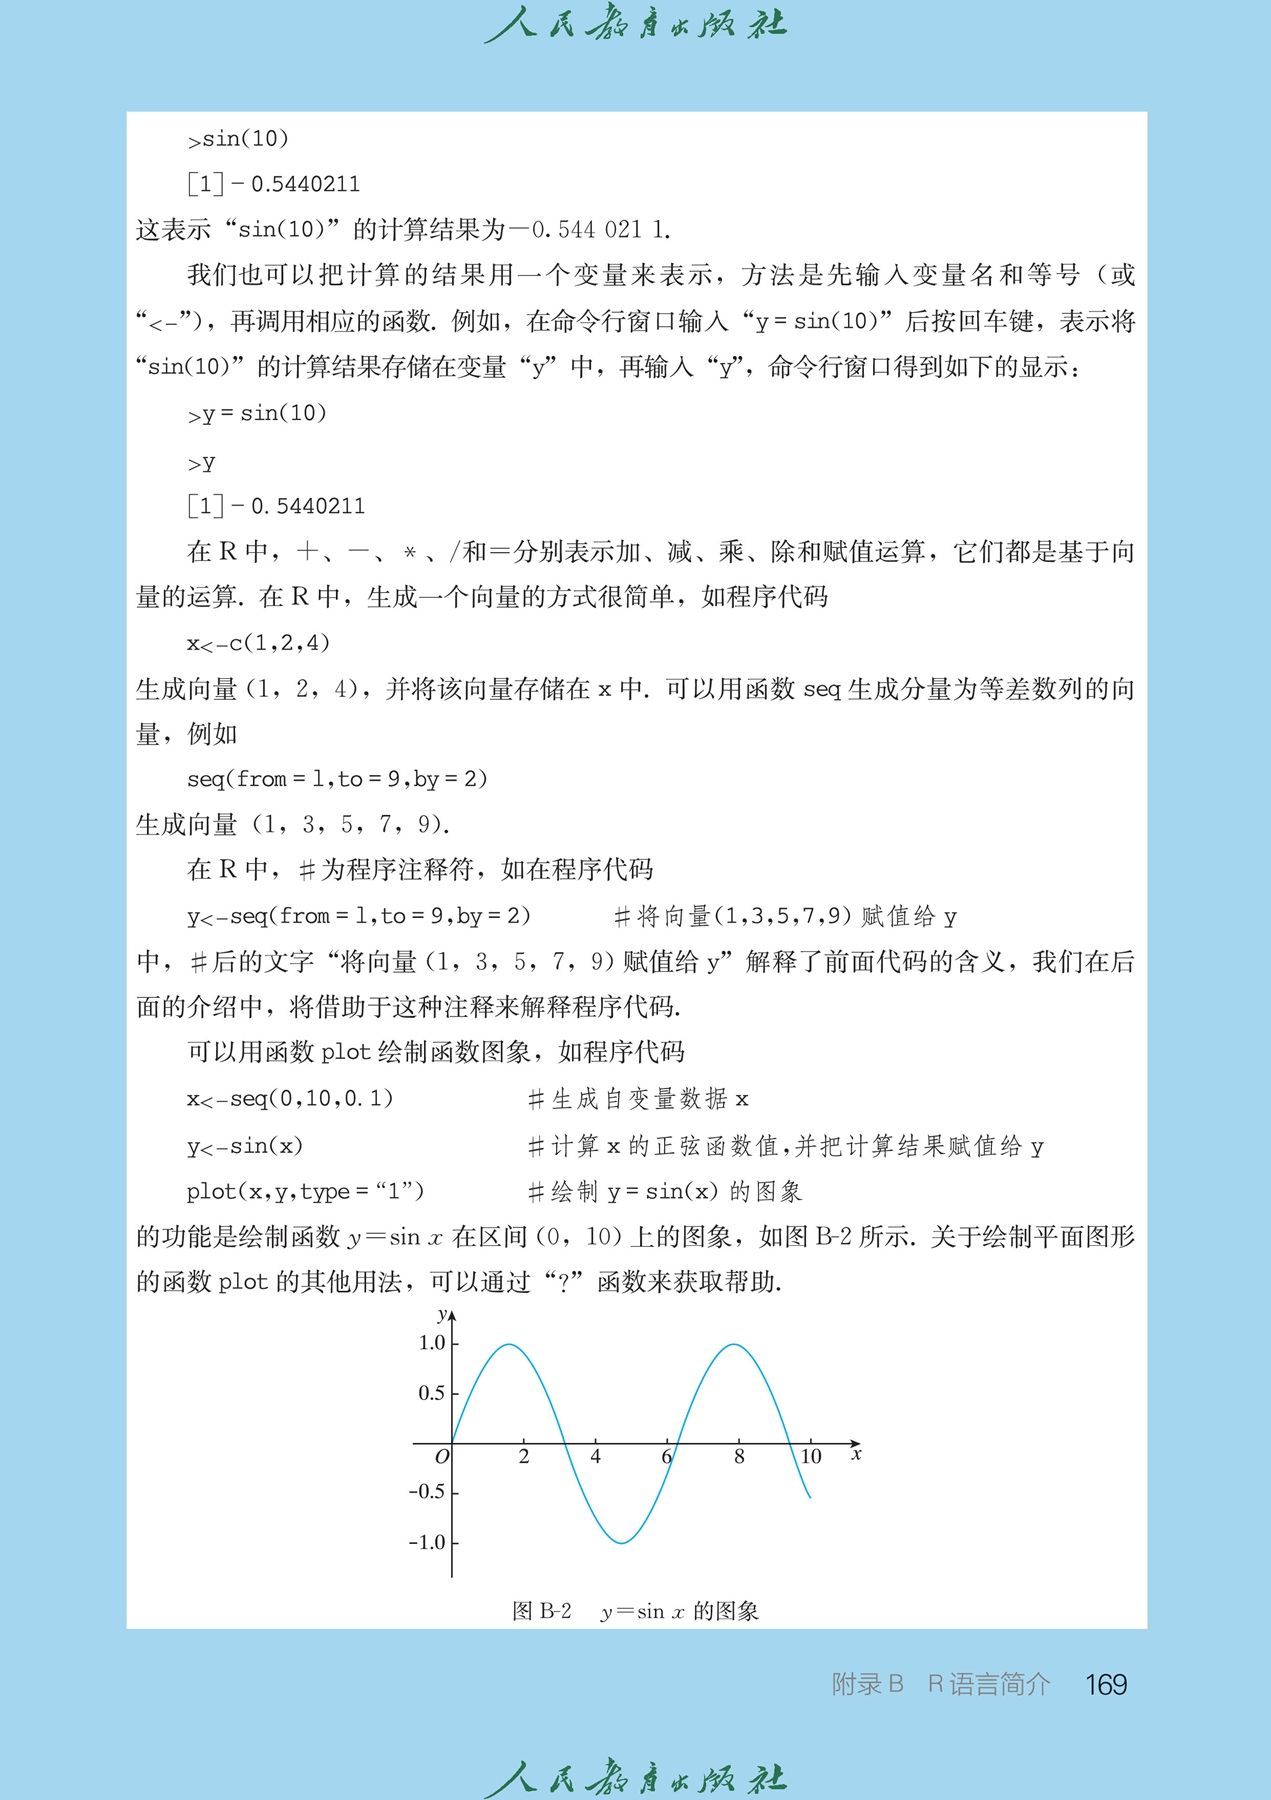 人民教育出版社
>sin(10)
[1]-0.5440211
这表示“sin(10)”的计算结果为-0.544 021 1.
我们也可以把计算的结果用一个变量来表示，方法是先输入变量名和等号（或
“<-”），再调用相应的函数. 例如，在命令行窗口输入“y=sin(10)”后按回车键，表示将
“sin(10)”的计算结果存储在变量“y”中，再输入“y”，命令行窗口得到如下的显示：
>y=sin(10)
>y
[1]-0.5440211
在 R 中，+、-、*、/和=分别表示加、减、乘、除和赋值运算，它们都是基于向
量的运算. 在 R 中，生成一个向量的方式很简单，如程序代码
x<-c(1,2,4)
生成向量（1，2，4），并将该向量存储在 x 中. 可以用函数 seq 生成分量为等差数列的向
量，例如
seq(from=1,to=9,by=2)
生成向量（1，3，5，7，9）.
在 R 中，#为程序注释符，如在程序代码
y<-seq(from=1,to=9,by=2) #将向量(1,3,5,7,9) 赋值给 y
中，#后的文字“将向量（1，3，5，7，9）赋值给 y”解释了前面代码的含义，我们在后
面的介绍中，将借助于这种注释来解释程序代码.
可以用函数 plot 绘制函数图象，如程序代码
x<-seq(0,10,0.1) #生成自变量数据 x
y<-sin(x) #计算 x 的正弦函数值,并把计算结果赋值给 y
plot(x,y,type=“1”) #绘制 y=sin(x) 的图象
的功能是绘制函数 y=sin x 在区间（0，10）上的图象，如图 B-2 所示. 关于绘制平面图形
的函数 plot 的其他用法，可以通过“?”函数来获取帮助.
y
1.0
0.5
O 2 4 6 8 10 x
-0.5
-1.0
图 B-2 y=sin x 的图象
附录 B R 语言简介 169
人民教育出版社